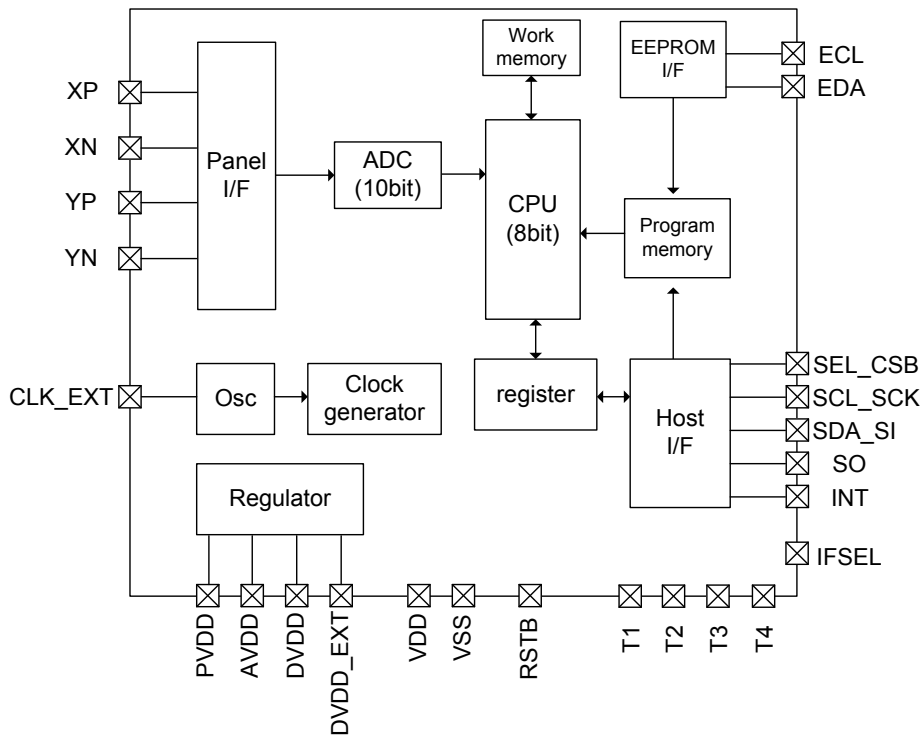 Work
memory
EEPROM
I/F
ECL
EDA
XP
XN
YP
YN
Panel
I/F
ADC
(10bit)
CPU
(8bit)
Program
memory
CLK_EXT
Osc
Clock
generator
register
Host
I/F
SEL_CSB
SCL_SCK
SDA_SI
SO
INT
IFSEL
Regulator
PVDD
AVDD
DVDD
DVDD_EXT
VDD
VSS
RSTB
T1
T2
T3
T4